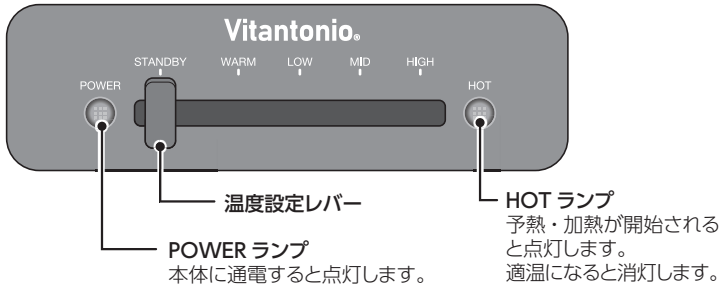 Vitantonio®
STANDBY WARM LOW MID HIGH
POWER HOT
温度設定レバー
POWER ランプ
本体に通電すると点灯します。
HOT ランプ
予熱・加熱が開始される
と点灯します。
適温になると消灯します。